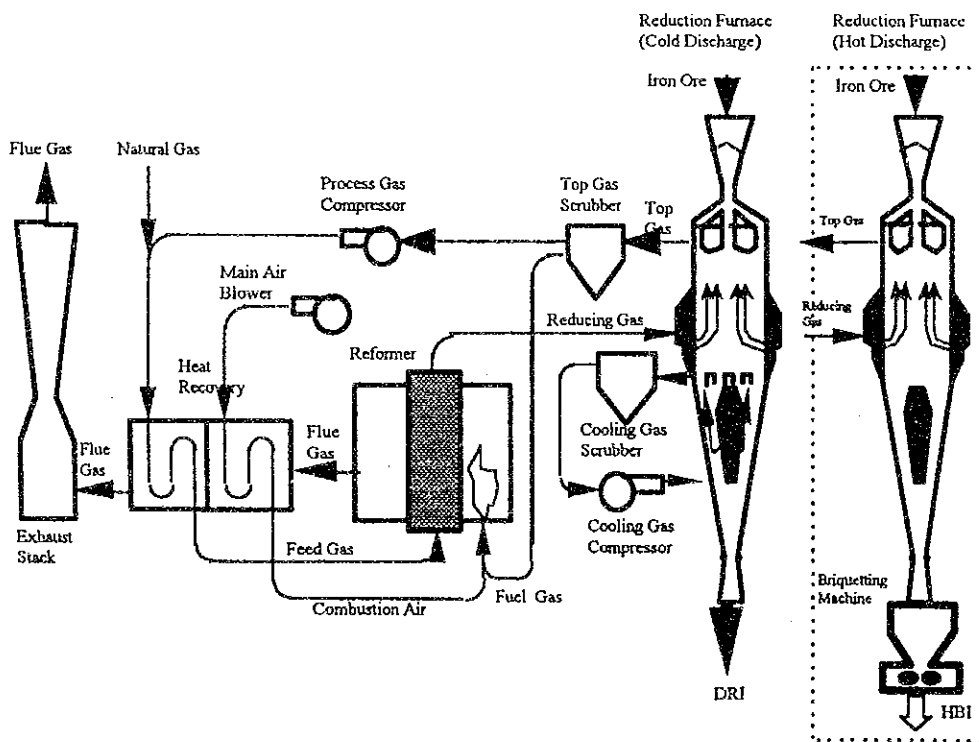 Reduction Furnace
(Cold Discharge)
Reduction Furnace
(Hot Discharge)
Iron Ore
Iron Ore
Flue Gas
Natural Gas
Process Gas
Compressor
Top Gas
Scrubber
Top
Gas
Top Gas
Main Air
Blower
Reducing Gas
Reducing
Gas
Heat
Recovery
Reformer
Flue
Gas
Flue
Gas
Cooling Gas
Scrubber
Cooling Gas
Compressor
Exhaust
Stack
Feed Gas
Combustion Air
Fuel Gas
Briquetting
Machine
DRI
HBI